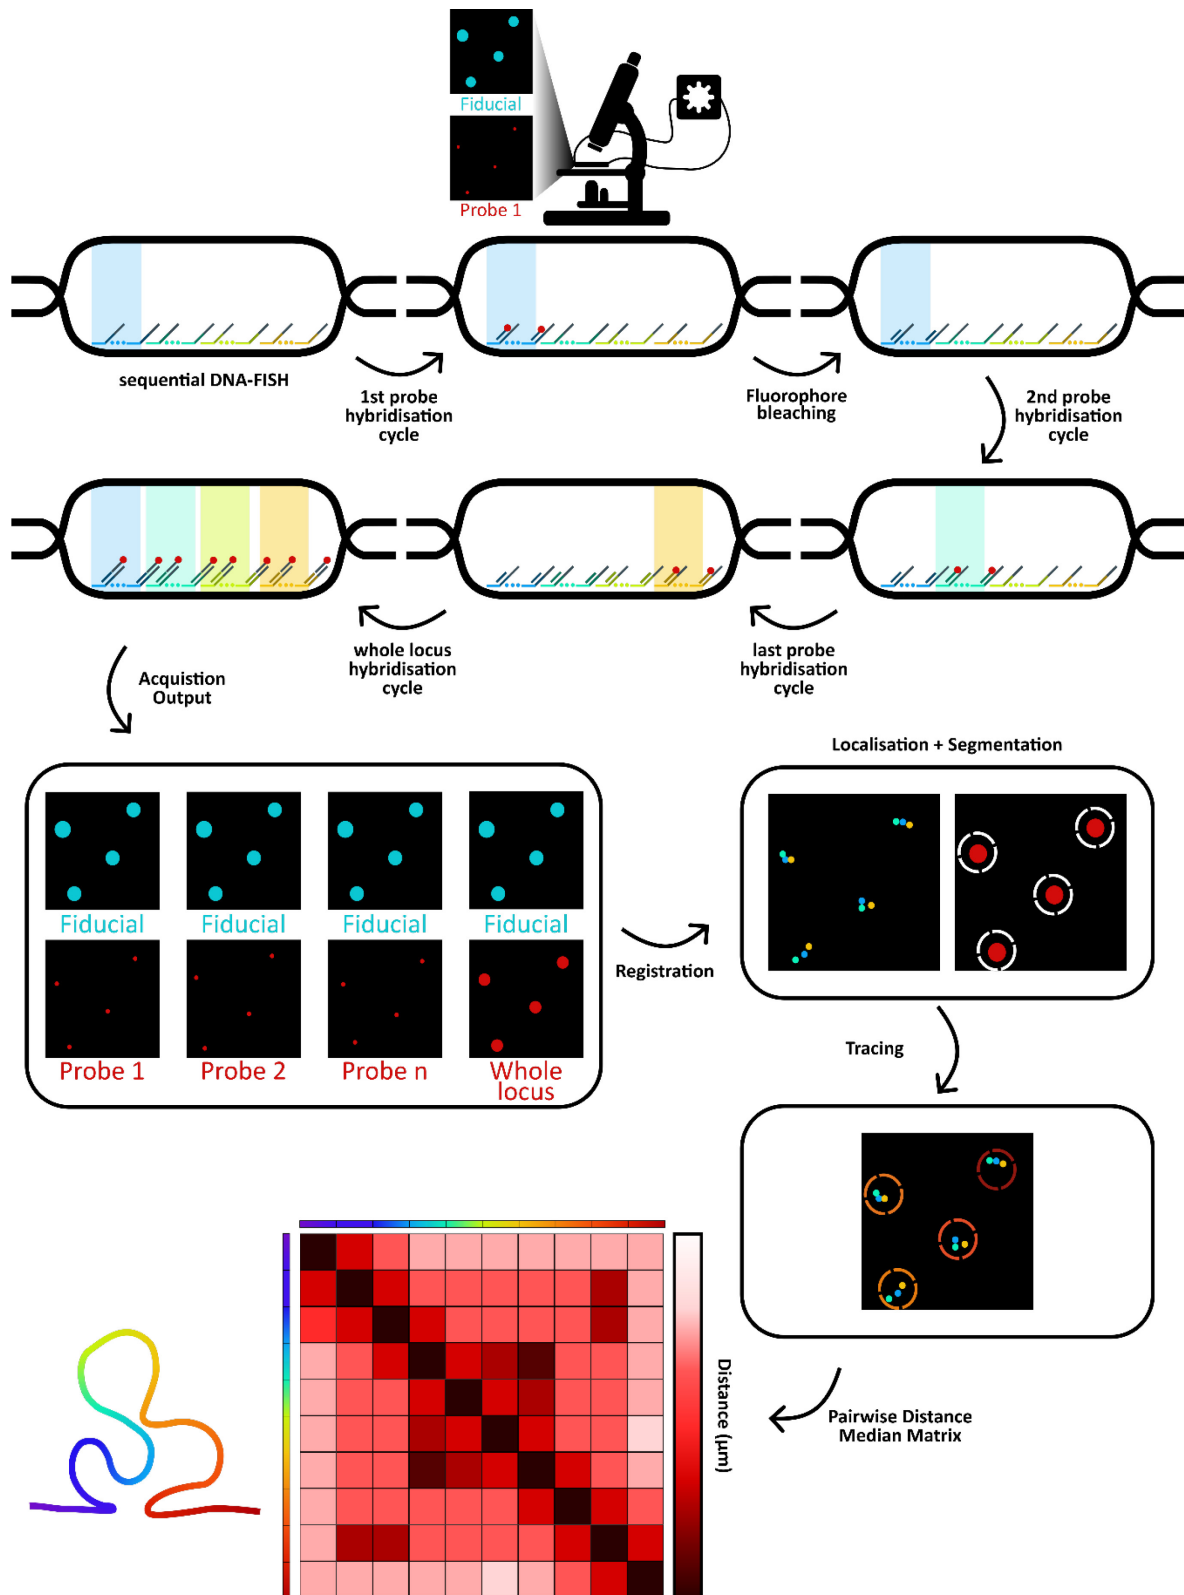 Fiducial
Probe 1
sequential DNA-FISH
1st probe
hybridisation
cycle
Fluorophore
bleaching
2nd probe
hybridisation
cycle
whole locus
hybridisation
cycle
last probe
hybridisation
cycle
Acquistion
Output
Localisation + Segmentation
Fiducial
Fiducial
Fiducial
Fiducial
Probe 1
Probe 2
Probe n
Whole
locus
Registration
Tracing
Distance (µm)
Pairwise Distance
Median Matrix